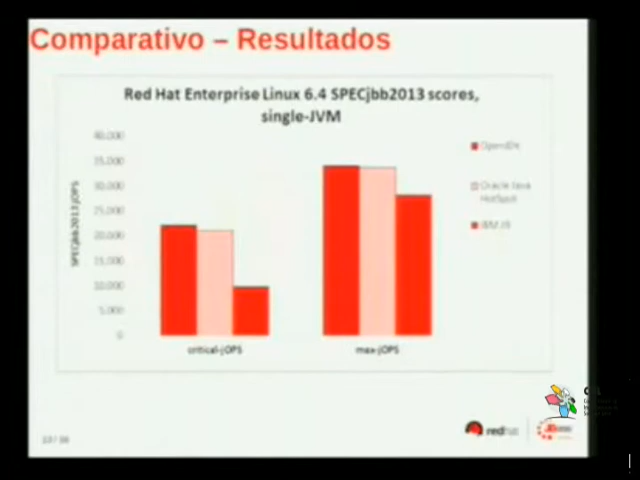 Comparativo – Resultados
Red Hat Enterprise Linux 6.4 SPECjbb2013 scores,
single-JVM
40,000
35,000
30,000
25,000
20,000
15,000
10,000
5,000
0
SPECjbb2013 jOPS
critical-jOPS
max-jOPS
OpenJDK
Oracle Java
HotSpot
IBM J9
redhat